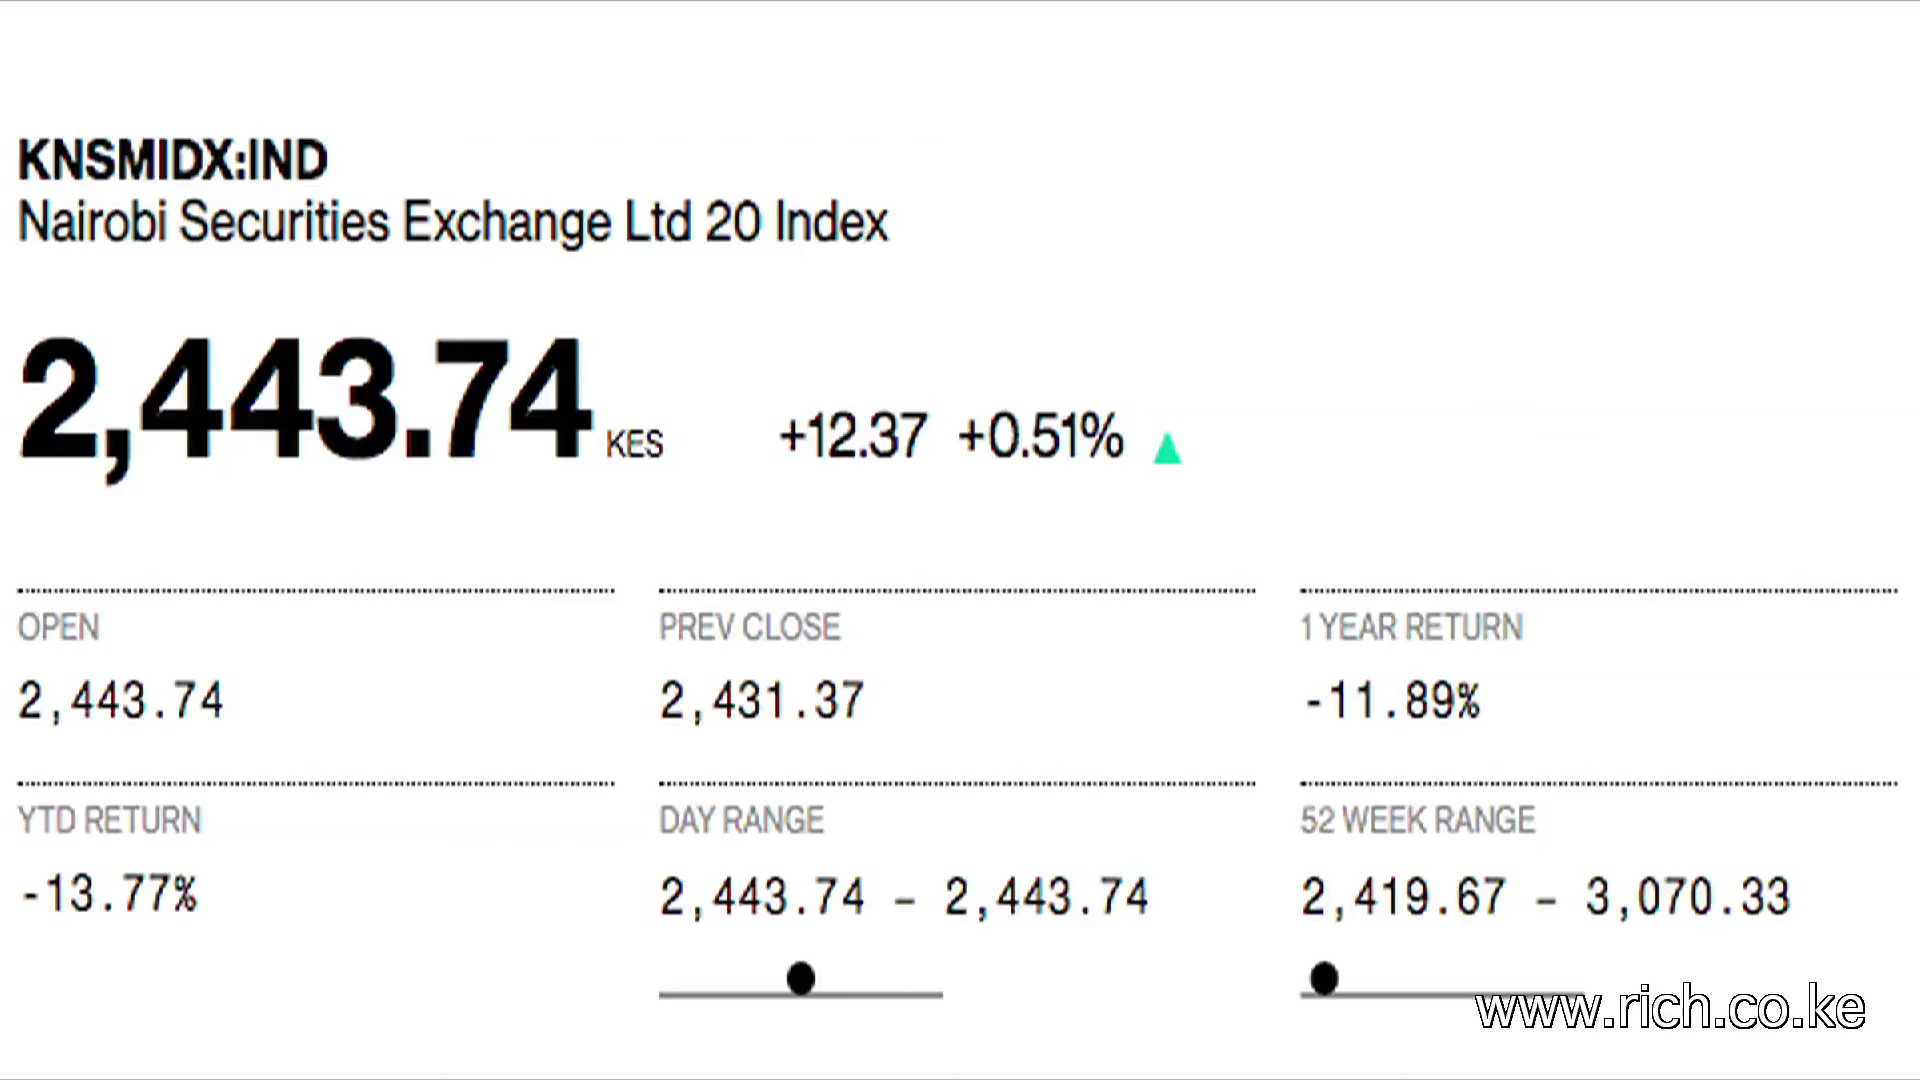 KNSMIDX:IND
Nairobi Securities Exchange Ltd 20 Index
2,443.74 KES +12.37 +0.51%
OPEN
2,443.74
PREV CLOSE
2,431.37
1 YEAR RETURN
-11.89%
YTD RETURN
-13.77%
DAY RANGE
2,443.74 – 2,443.74
52 WEEK RANGE
2,419.67 – 3,070.33
www.rich.co.ke